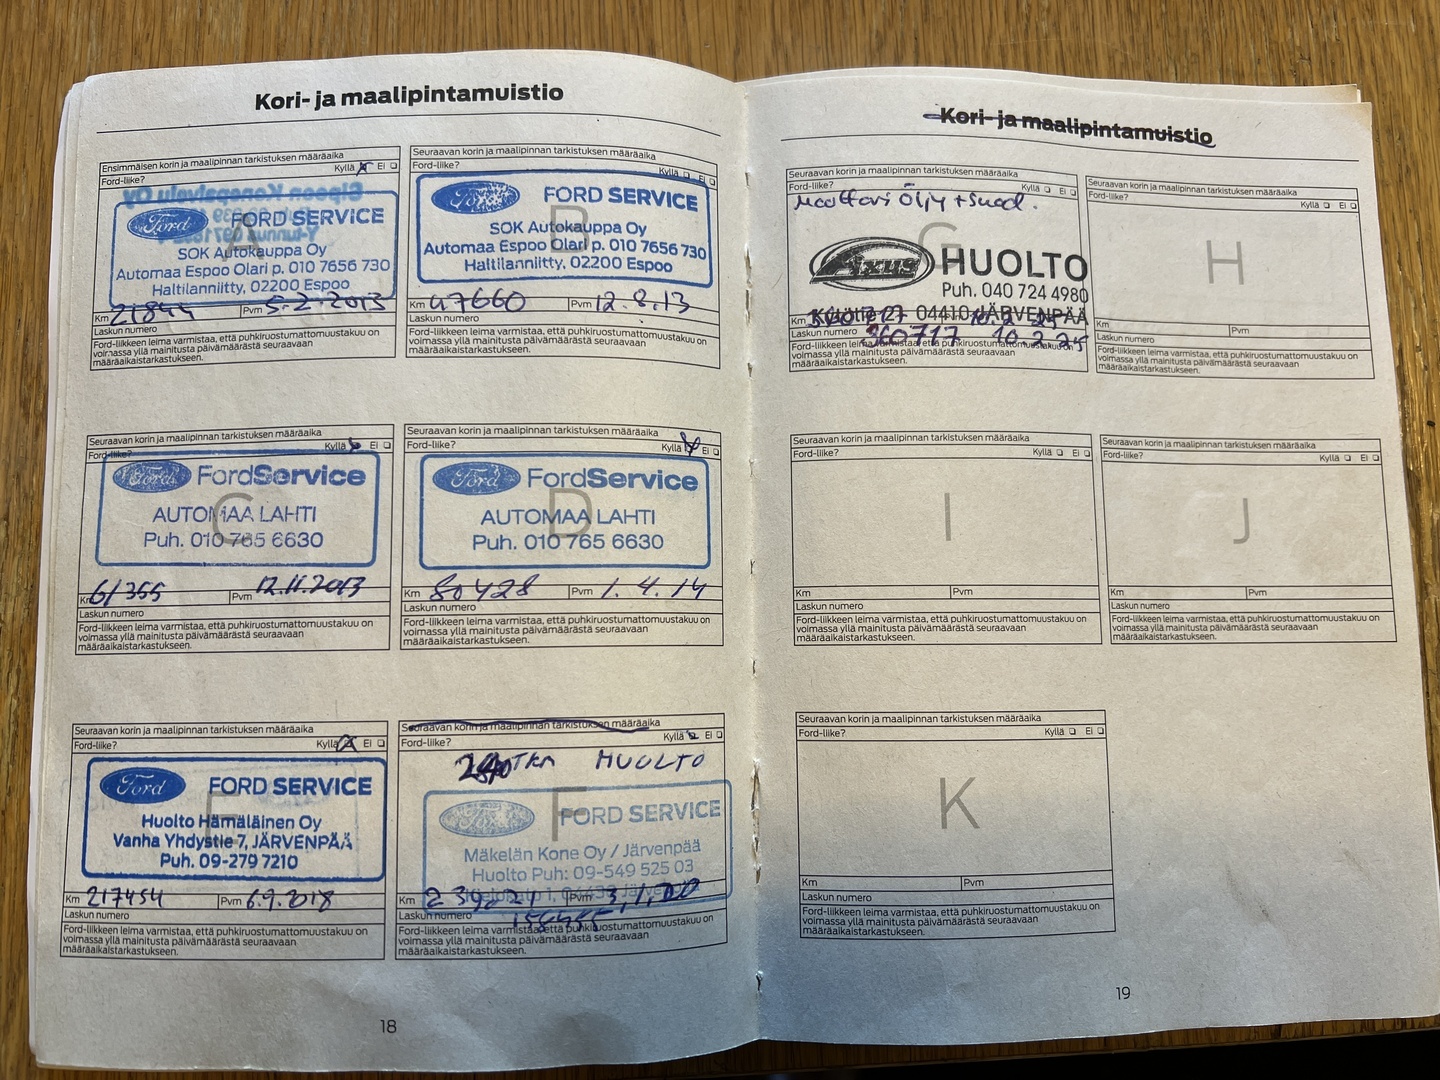 Kori- ja maalipintamuistio
Ensimmäisen korin ja maalipinnan tarkistuksen määräaika
Ford-liike? Kyllä Ei
A
Ford FORD SERVICE
SOK Autokauppa Oy
Automaa Espoo Olari p. 010 7656 730
Haltilanniitty, 02200 Espoo
Km 21844 Pvm 5.2.2013
Laskun numero
Ford-liikkeen leima varmistaa, että puhkiruostumattomuustakuu on
voimassa yllä mainitusta päivämäärästä seuraavaan
määräaikaistarkastukseen.
Seuraavan korin ja maalipinnan tarkistuksen määräaika
Ford-liike? Kyllä Ei
B
FORD SERVICE
SOK Autokauppa Oy
Automaa Espoo Olari p. 010 7656 730
Haltilanniitty, 02200 Espoo
Km 47660 Pvm 12.8.13
Laskun numero
Ford-liikkeen leima varmistaa, että puhkiruostumattomuustakuu on
voimassa yllä mainitusta päivämäärästä seuraavaan
määräaikaistarkastukseen.
Seuraavan korin ja maalipinnan tarkistuksen määräaika
Ford-liike? Kyllä Ei
C
Ford FordService
AUTOMAA LAHTI
Puh. 010 765 6630
Km 61355 Pvm 12.11.2013
Laskun numero
Ford-liikkeen leima varmistaa, että puhkiruostumattomuustakuu on
voimassa yllä mainitusta päivämäärästä seuraavaan
määräaikaistarkastukseen.
Seuraavan korin ja maalipinnan tarkistuksen määräaika
Ford-liike? Kyllä Ei
D
Ford FordService
AUTOMAA LAHTI
Puh. 010 765 6630
Km 80428 Pvm 1.4.14
Laskun numero
Ford-liikkeen leima varmistaa, että puhkiruostumattomuustakuu on
voimassa yllä mainitusta päivämäärästä seuraavaan
määräaikaistarkastukseen.
Seuraavan korin ja maalipinnan tarkistuksen määräaika
Ford-liike? Kyllä Ei
E
Ford FORD SERVICE
Huolto Hämäläinen Oy
Vanha Yhdystie 7, JÄRVENPÄÄ
Puh. 09-279 7210
Km 217454 Pvm 6.9.2018
Laskun numero
Ford-liikkeen leima varmistaa, että puhkiruostumattomuustakuu on
voimassa yllä mainitusta päivämäärästä seuraavaan
määräaikaistarkastukseen.
Seuraavan korin ja maalipinnan tarkistuksen määräaika
Ford-liike? Kyllä Ei
TKM HUOLTO
F
FORD SERVICE
Mäkelän Kone Oy / Järvenpää
Huolto Puh: 09-549 525 03
Km Pvm
Laskun numero
Ford-liikkeen leima varmistaa, että puhkiruostumattomuustakuu on
voimassa yllä mainitusta päivämäärästä seuraavaan
määräaikaistarkastukseen.
18
Kori- ja maalipintamuistio
Seuraavan korin ja maalipinnan tarkistuksen määräaika
Ford-liike? Kyllä Ei
Moottori Öljy + suod.
G
Fixus HUOLTO
Puh. 040 724 4980
04410 JÄRVENPÄÄ
Km
Laskun numero 360717 10.2.25
Ford-liikkeen leima varmistaa, että puhkiruostumattomuustakuu on
voimassa yllä mainitusta päivämäärästä seuraavaan
määräaikaistarkastukseen.
Seuraavan korin ja maalipinnan tarkistuksen määräaika
Ford-liike? Kyllä Ei
H
Km Pvm
Laskun numero
Ford-liikkeen leima varmistaa, että puhkiruostumattomuustakuu on
voimassa yllä mainitusta päivämäärästä seuraavaan
määräaikaistarkastukseen.
Seuraavan korin ja maalipinnan tarkistuksen määräaika
Ford-liike? Kyllä Ei
I
Km Pvm
Laskun numero
Ford-liikkeen leima varmistaa, että puhkiruostumattomuustakuu on
voimassa yllä mainitusta päivämäärästä seuraavaan
määräaikaistarkastukseen.
Seuraavan korin ja maalipinnan tarkistuksen määräaika
Ford-liike? Kyllä Ei
J
Km Pvm
Laskun numero
Ford-liikkeen leima varmistaa, että puhkiruostumattomuustakuu on
voimassa yllä mainitusta päivämäärästä seuraavaan
määräaikaistarkastukseen.
Seuraavan korin ja maalipinnan tarkistuksen määräaika
Ford-liike? Kyllä Ei
K
Km Pvm
Laskun numero
Ford-liikkeen leima varmistaa, että puhkiruostumattomuustakuu on
voimassa yllä mainitusta päivämäärästä seuraavaan
määräaikaistarkastukseen.
19